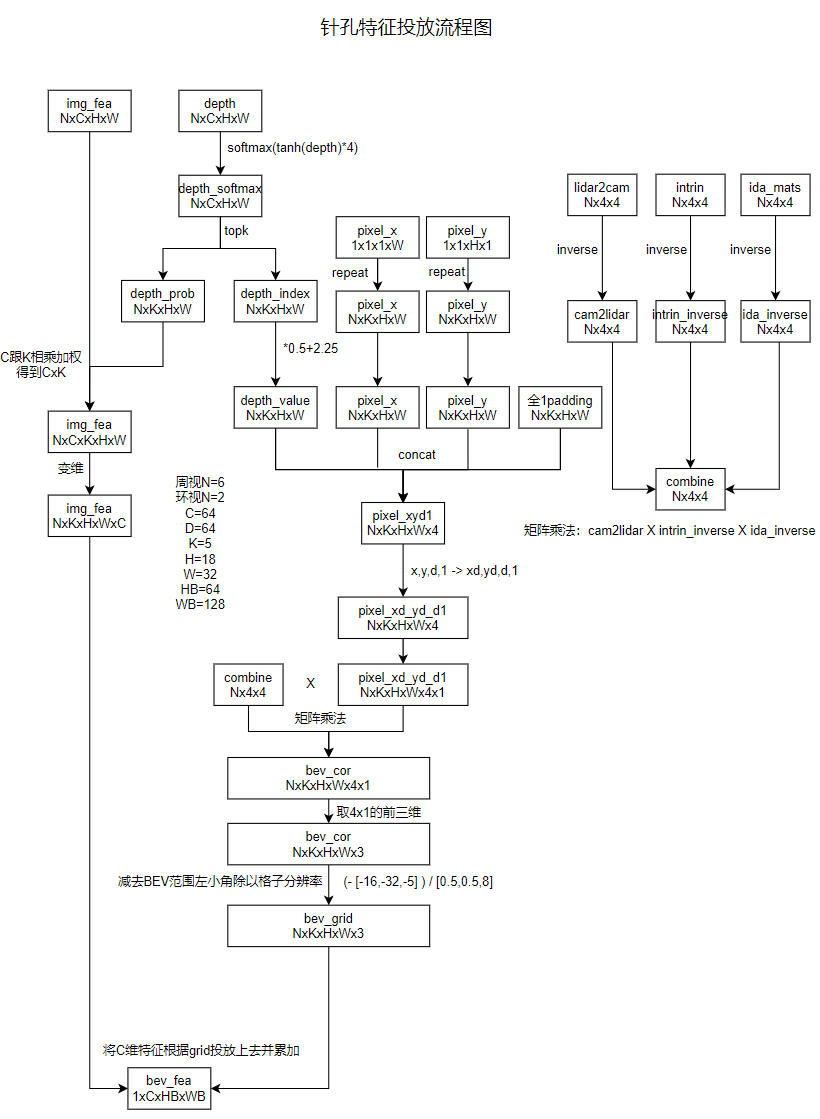 针孔特征投放流程图
img_fea
NxCxHxW
depth
NxCxHxW
softmax(tanh(depth)*4)
depth_softmax
NxCxHxW
topk
depth_prob
NxKxHxW
depth_index
NxKxHxW
*0.5+2.25
depth_value
NxKxHxW
pixel_x
1x1x1xW
repeat
pixel_x
NxKxHxW
pixel_x
NxKxHxW
pixel_y
1x1xHx1
repeat
pixel_y
NxKxHxW
pixel_y
NxKxHxW
全1padding
NxKxHxW
concat
lidar2cam
Nx4x4
intrin
Nx4x4
ida_mats
Nx4x4
inverse
inverse
inverse
cam2lidar
Nx4x4
intrin_inverse
Nx4x4
ida_inverse
Nx4x4
combine
Nx4x4
矩阵乘法：cam2lidar X intrin_inverse X ida_inverse
C跟K相乘加权
得到CxK
img_fea
NxCxKxHxW
变维
img_fea
NxKxHxWxC
周视N=6
环视N=2
C=64
D=64
K=5
H=18
W=32
HB=64
WB=128
pixel_xyd1
NxKxHxWx4
x,y,d,1 -> xd,yd,d,1
pixel_xd_yd_d1
NxKxHxWx4
combine
Nx4x4
X
pixel_xd_yd_d1
NxKxHxWx4x1
矩阵乘法
bev_cor
NxKxHxWx4x1
取4x1的前三维
bev_cor
NxKxHxWx3
减去BEV范围左小角除以格子分辨率 (- [-16,-32,-5] ) / [0.5,0.5,8]
bev_grid
NxKxHxWx3
将C维特征根据grid投放上去并累加
bev_fea
1xCxHBxWB